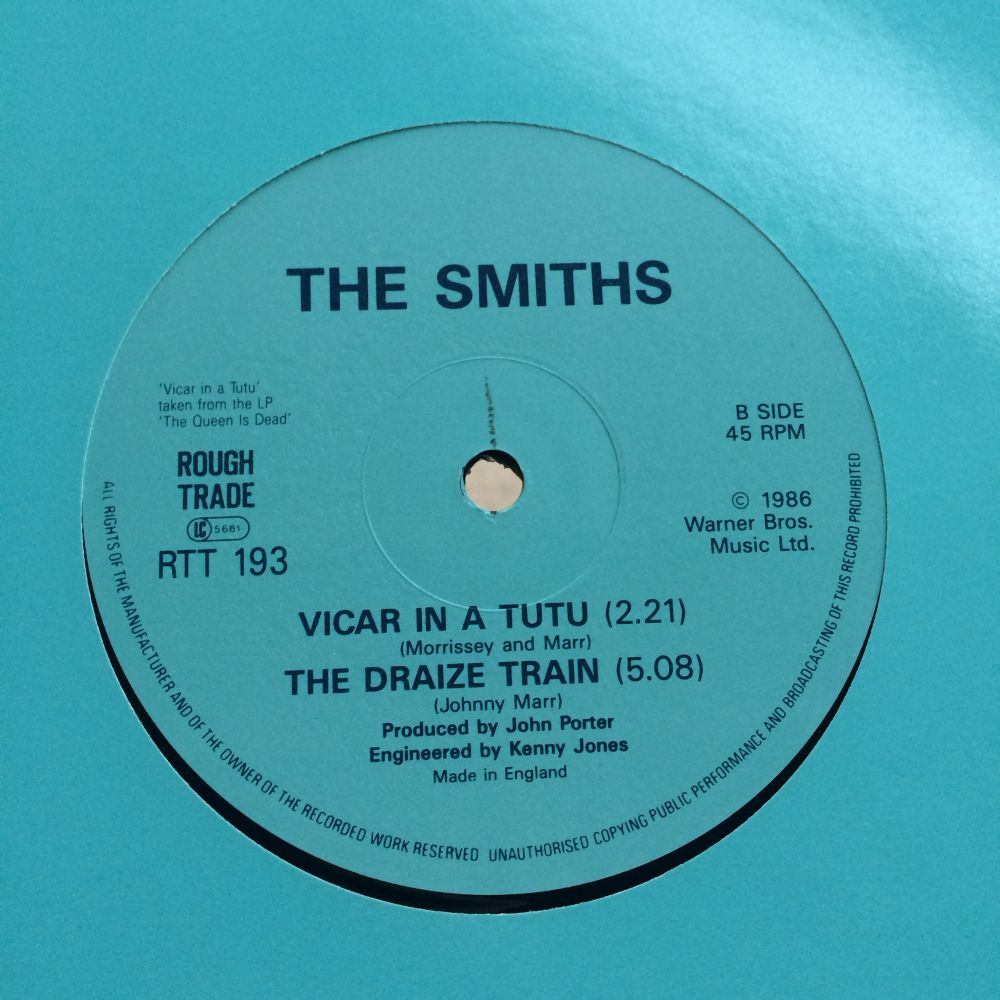 THE SMITHS
'Vicar in a Tutu'
taken from the LP
'The Queen Is Dead'
ROUGH
TRADE
LC 5661
RTT 193
B SIDE
45 RPM
© 1986
Warner Bros.
Music Ltd.
VICAR IN A TUTU (2.21)
(Morrissey and Marr)
THE DRAIZE TRAIN (5.08)
(Johnny Marr)
Produced by John Porter
Engineered by Kenny Jones
Made in England
ALL RIGHTS OF THE MANUFACTURER AND OF THE OWNER OF THE RECORDED WORK RESERVED UNAUTHORISED COPYING PUBLIC PERFORMANCE AND BROADCASTING OF THIS RECORD PROHIBITED